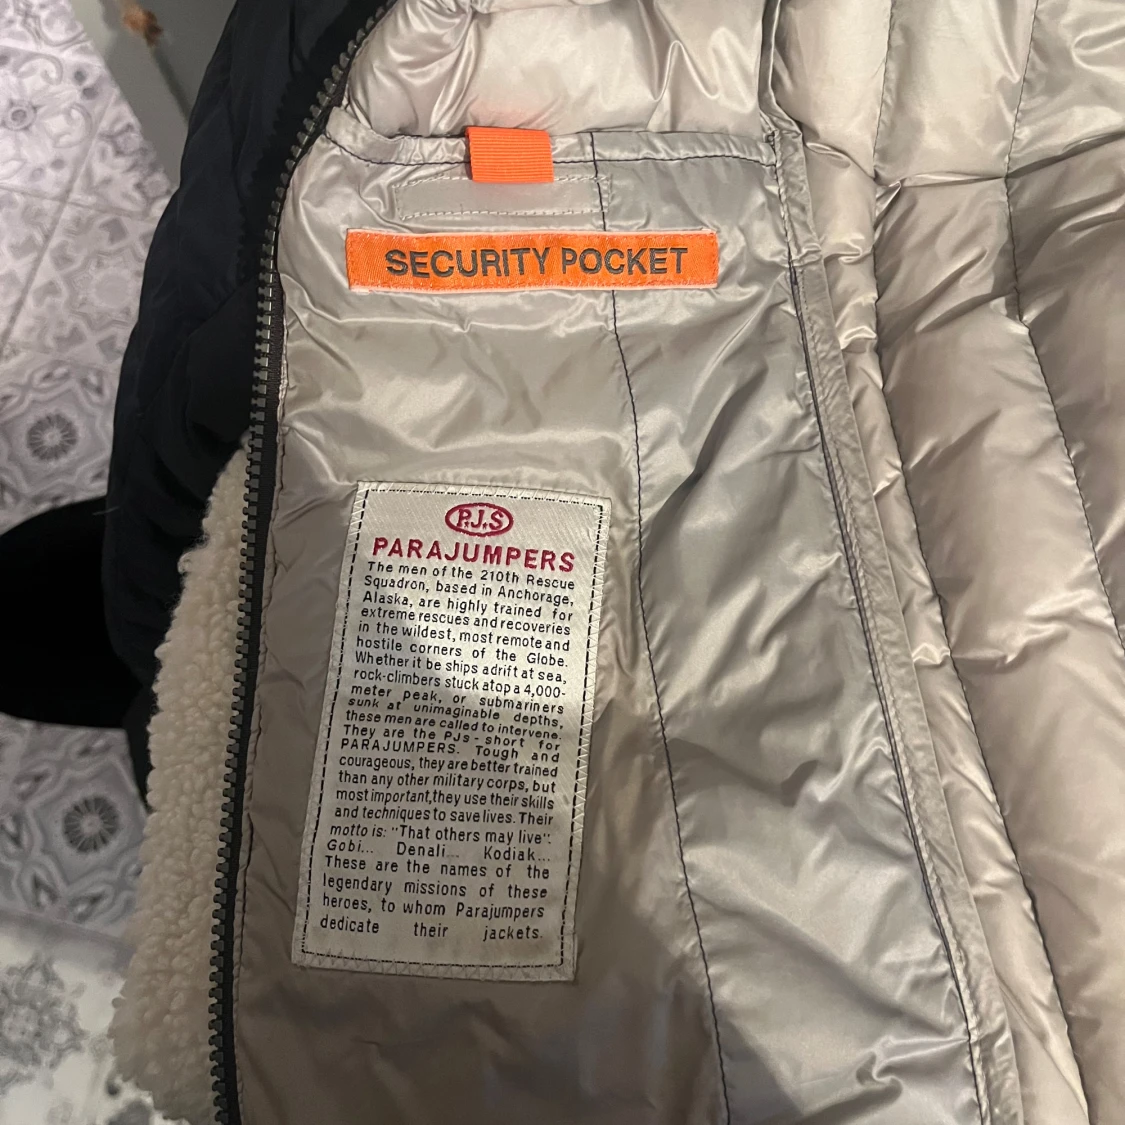 SECURITY POCKET
P.J.S
PARAJUMPERS
The men of the 210th Rescue
Squadron, based in Anchorage,
Alaska, are highly trained for
extreme rescues and recoveries
in the wildest, most remote and
hostile corners of the Globe.
Whether it be ships adrift at sea,
rock-climbers stuck atop a 4,000-
meter peak, or submariners
sunk at unimaginable depths,
these men are called to intervene.
They are the PJs - short for
PARAJUMPERS. Tough and
courageous, they are better trained
than any other military corps, but
most important,they use their skills
and techniques to save lives. Their
motto is: "That others may live".
Gobi... Denali... Kodiak...
These are the names of the
legendary missions of these
heroes, to whom Parajumpers
dedicate their jackets.